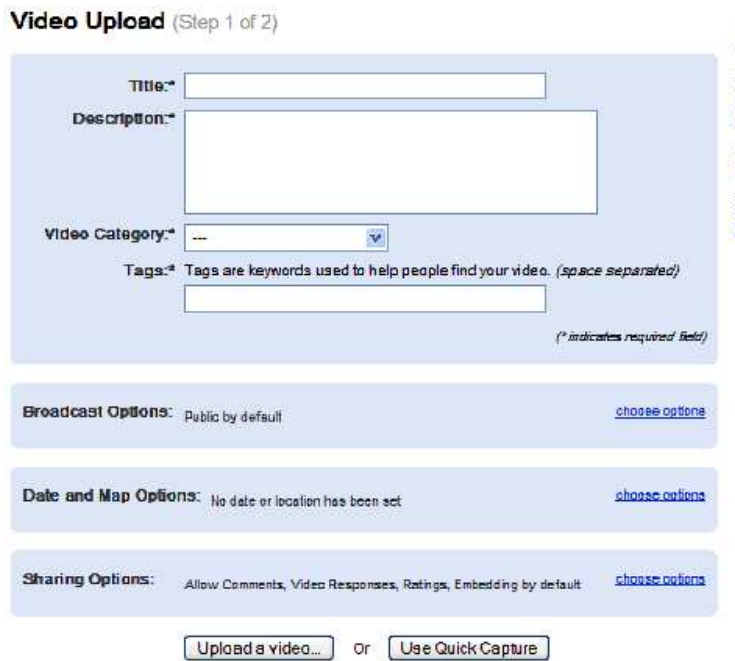 Video Upload (Step 1 of 2)
Title:*
Description:*
Video Category:* ---
Tags:* Tags are keywords used to help people find your video. (space separated)
(* indicates required field)
Broadcast Options: Public by default choose options
Date and Map Options: No date or location has been set choose options
Sharing Options: Allow Comments, Video Responses, Ratings, Embedding by default choose options
Upload a video... or Use Quick Capture